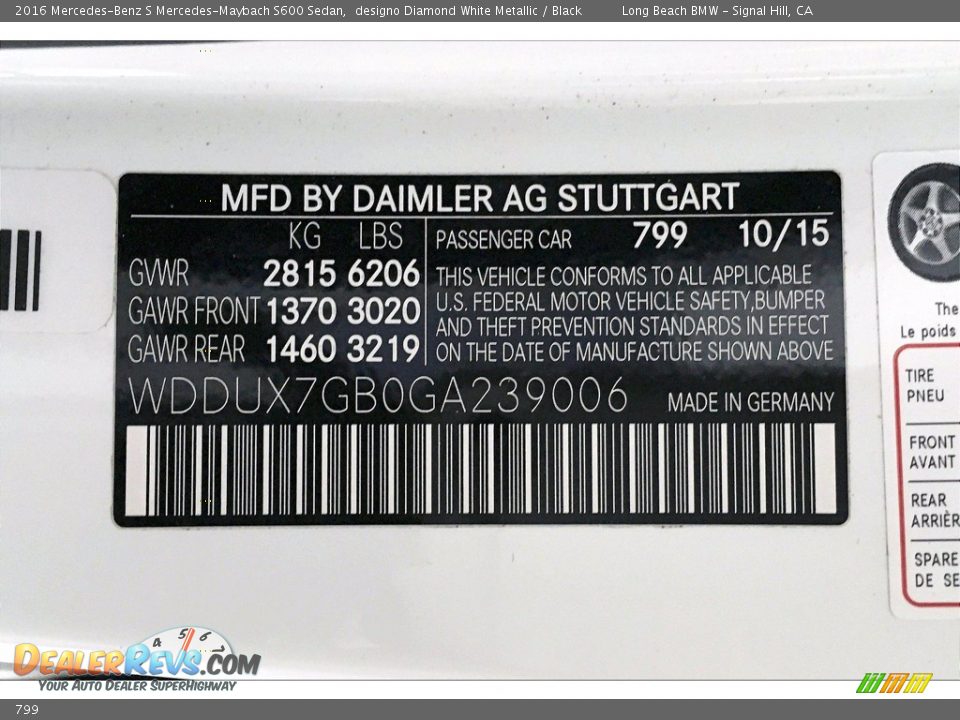 2016 Mercedes-Benz S Mercedes-Maybach S600 Sedan, designo Diamond White Metallic / Black Long Beach BMW - Signal Hill, CA
MFD BY DAIMLER AG STUTTGART
KG LBS
GVWR 2815 6206
GAWR FRONT 1370 3020
GAWR REAR 1460 3219
PASSENGER CAR 799 10/15
THIS VEHICLE CONFORMS TO ALL APPLICABLE
U.S. FEDERAL MOTOR VEHICLE SAFETY,BUMPER
AND THEFT PREVENTION STANDARDS IN EFFECT
ON THE DATE OF MANUFACTURE SHOWN ABOVE
WDDUX7GB0GA239006 MADE IN GERMANY
The
Le poids
TIRE
PNEU
FRONT
AVANT
REAR
ARRIÈR
SPARE
DE SE
4 5 6 7
DEALERREVS.COM
YOUR AUTO DEALER SUPERHIGHWAY
799